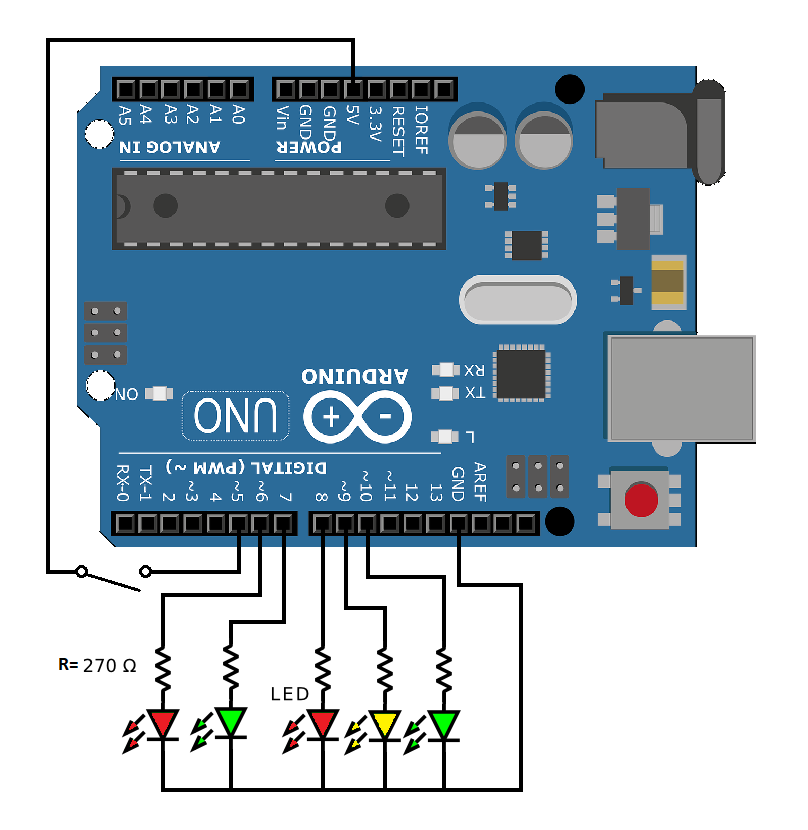 A5
A4
A3
A2
A1
A0
Vin
GND
GND
5V
3.3V
RESET
IOREF
ANALOG IN
POWER
ARDUINO
RX
TX
ON
UNO
+
-
L
DIGITAL (PWM ~)
RX-0
TX-1
2
~3
4
~5
~6
7
8
~9
~10
~11
12
13
GND
AREF
R= 270 Ω
LED